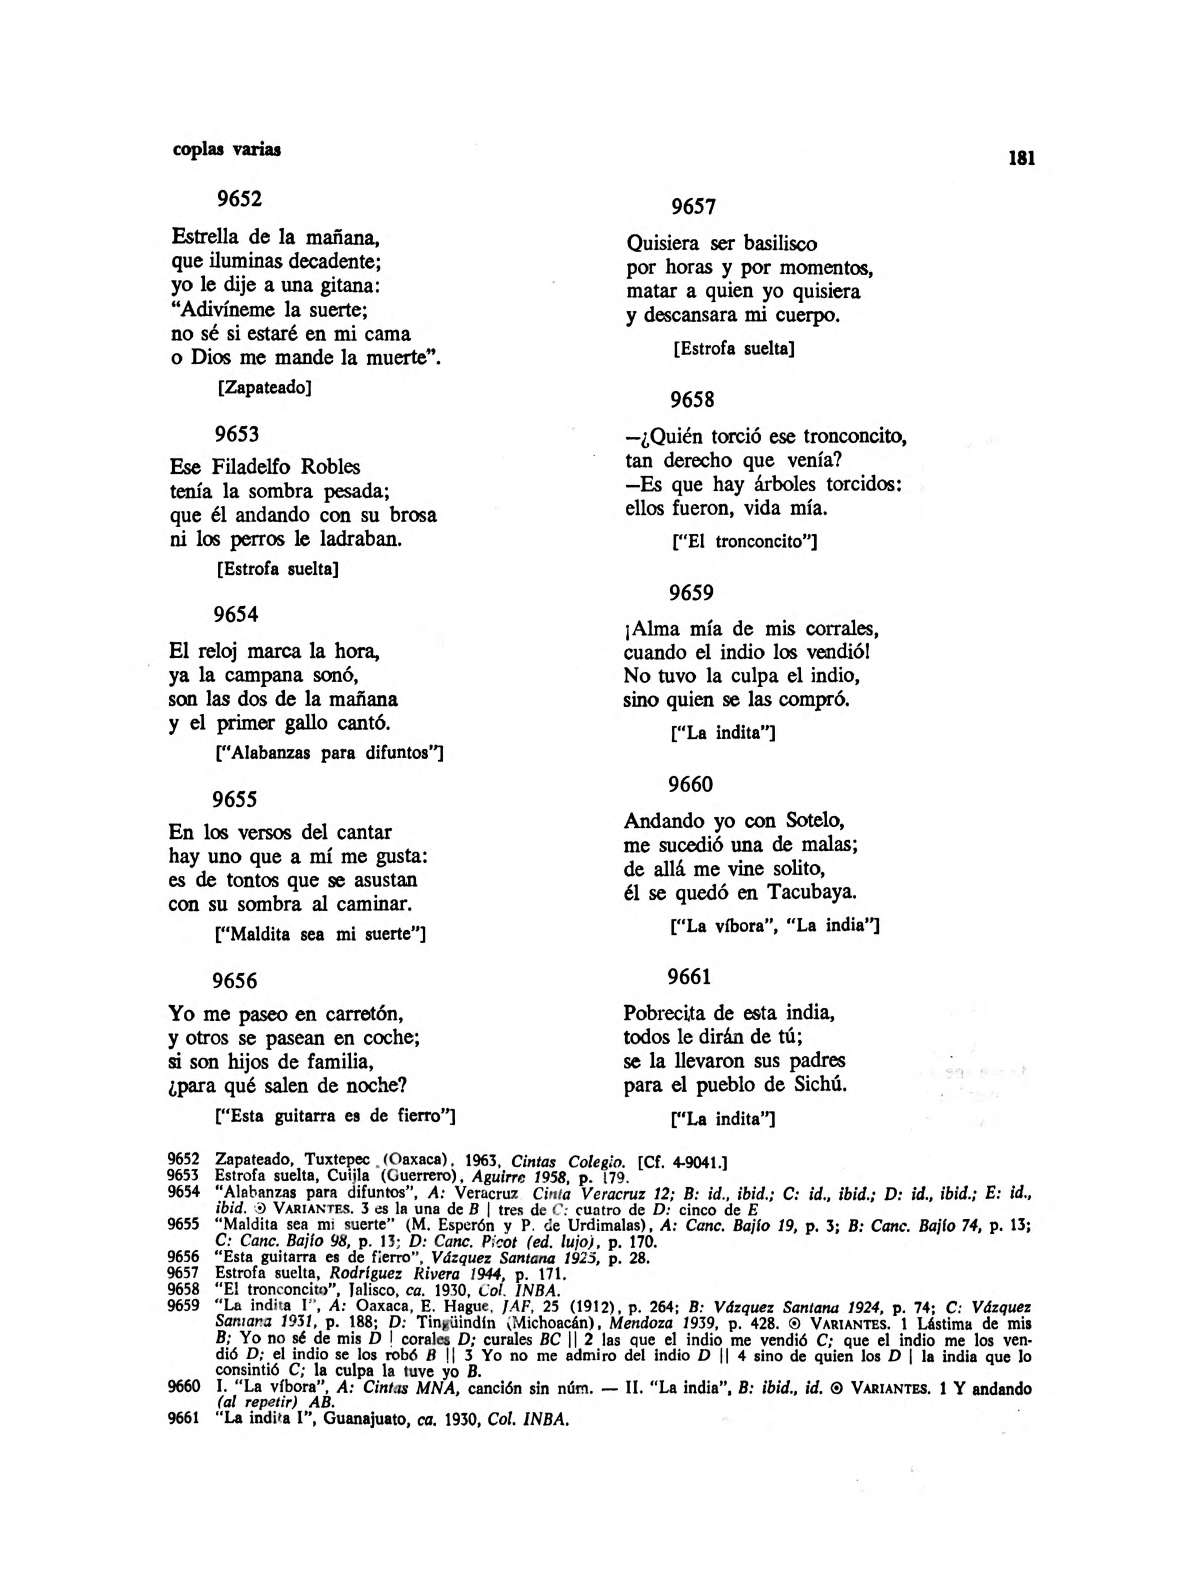 coplas varias
181
9652
Estrella de la mañana,
que iluminas decadente;
yo le dije a una gitana:
“Adivíneme la suerte;
no sé si estaré en mi cama
o Dios me mande la muerte”.
[Zapateado]
9653
Ese Filadelfo Robles
tenía la sombra pesada;
que él andando con su brosa
ni los perros le ladraban.
[Estrofa suelta]
9654
El reloj marca la hora,
ya la campana sonó,
son las dos de la mañana
y el primer gallo cantó.
[“Alabanzas para difuntos”]
9655
En los versos del cantar
hay uno que a mí me gusta:
es de tontos que se asustan
con su sombra al caminar.
[“Maldita sea mi suerte”]
9656
Yo me paseo en carretón,
y otros se pasean en coche;
si son hijos de familia,
¿para qué salen de noche?
[“Esta guitarra es de fierro”]
9657
Quisiera ser basilisco
por horas y por momentos,
matar a quien yo quisiera
y descansara mi cuerpo.
[Estrofa suelta]
9658
—¿Quién torció ese tronconcito,
tan derecho que venía?
—Es que hay árboles torcidos:
ellos fueron, vida mía.
[“El tronconcito”]
9659
¡Alma mía de mis corrales,
cuando el indio los vendió!
No tuvo la culpa el indio,
sino quien se las compró.
[“La indita”]
9660
Andando yo con Sotelo,
me sucedió una de malas;
de allá me vine solito,
él se quedó en Tacubaya.
[“La víbora”, “La india”]
9661
Pobrecita de esta india,
todos le dirán de tú;
se la llevaron sus padres
para el pueblo de Sichú.
[“La indita”]
9652 Zapateado, Tuxtepec (Oaxaca), 1963, Cintas Colegio. [Cf. 4-9041.]
9653 Estrofa suelta, Cuijla (Guerrero), Aguirre 1958, p. 179.
9654 “Alabanzas para difuntos”, A: Veracruz Cinta Veracruz 12; B: id., ibid.; C: id., ibid.; D: id., ibid.; E: id.,
ibid. ⊙ VARIANTES. 3 es la una de B | tres de C: cuatro de D: cinco de E
9655 “Maldita sea mi suerte” (M. Esperón y P. de Urdimalas), A: Canc. Bajío 19, p. 3; B: Canc. Bajío 74, p. 13;
C: Canc. Bajío 98, p. 13; D: Canc. Picot (ed. lujo), p. 170.
9656 “Esta guitarra es de fierro”, Vázquez Santana 1925, p. 28.
9657 Estrofa suelta, Rodríguez Rivera 1944, p. 171.
9658 “El tronconcito”, Jalisco, ca. 1930, Col. INBA.
9659 “La indita I”, A: Oaxaca, E. Hague, JAF, 25 (1912), p. 264; B: Vázquez Santana 1924, p. 74; C: Vázquez
Santana 1931, p. 188; D: Tingüindín (Michoacán), Mendoza 1939, p. 428. ⊙ VARIANTES. 1 Lástima de mis
B; Yo no sé de mis D | corales D; curales BC || 2 las que el indio me vendió C; que el indio me los ven-
dió D; el indio se los robó B || 3 Yo no me admiro del indio D || 4 sino de quien los D | la india que lo
consintió C; la culpa la tuve yo B.
9660 I. “La víbora”, A: Cintas MNA, canción sin núm. — II. “La india”, B: ibid., id. ⊙ VARIANTES. 1 Y andando
(al repetir) AB.
9661 “La indita I”, Guanajuato, ca. 1930, Col. INBA.